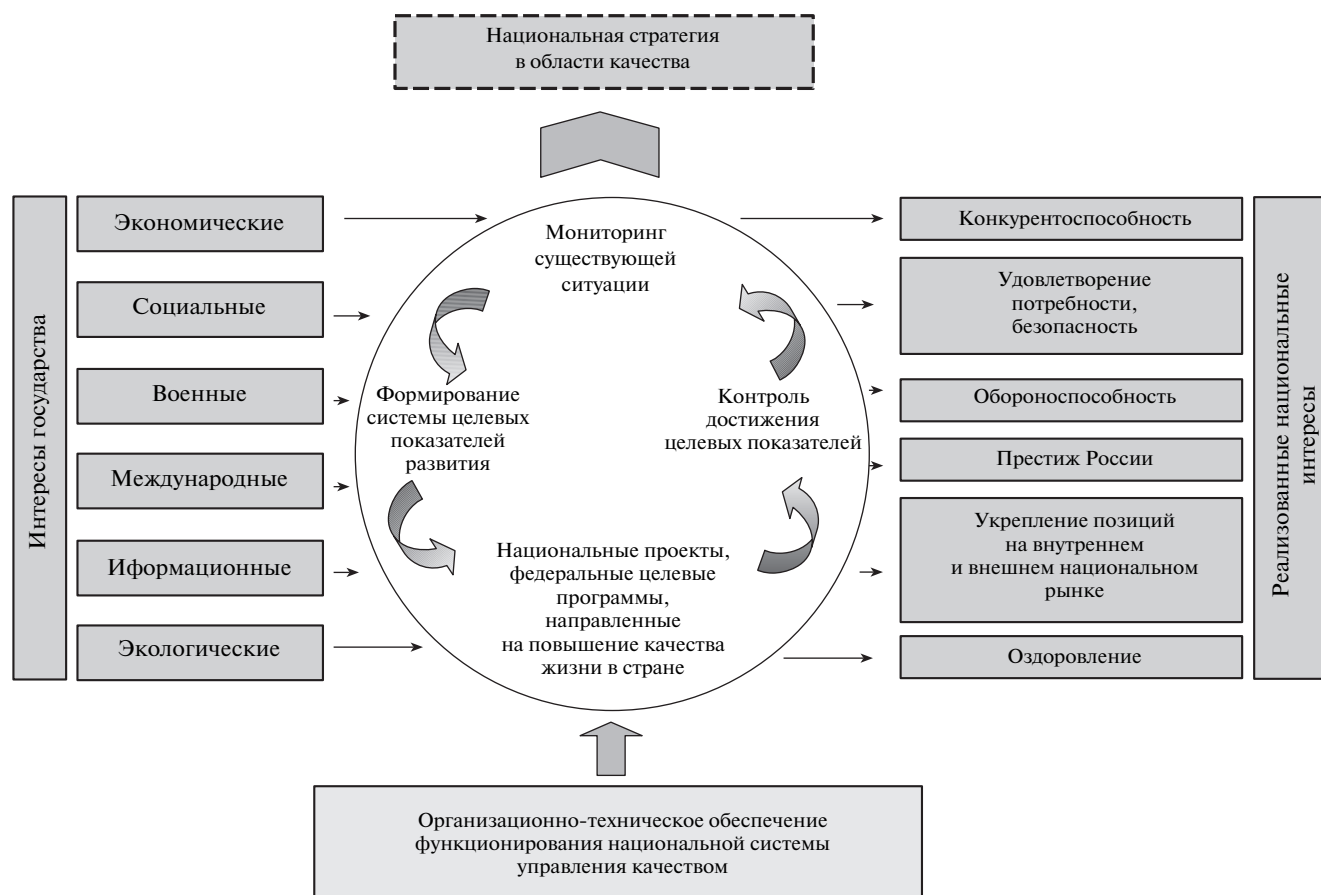 Национальная стратегия
в области качества
Интересы государства
Экономические
Социальные
Военные
Международные
Иформационные
Экологические
Мониторинг
существующей
ситуации
Формирование
системы целевых
показателей
развития
Контроль
достижения
целевых показателей
Национальные проекты,
федеральные целевые
программы,
направленные
на повышение качества
жизни в стране
Конкурентоспособность
Удовлетворение
потребности,
безопасность
Обороноспособность
Престиж России
Укрепление позиций
на внутреннем
и внешнем национальном
рынке
Оздоровление
Реализованные национальные
интересы
Организационно-техническое обеспечение
функционирования национальной системы
управления качеством